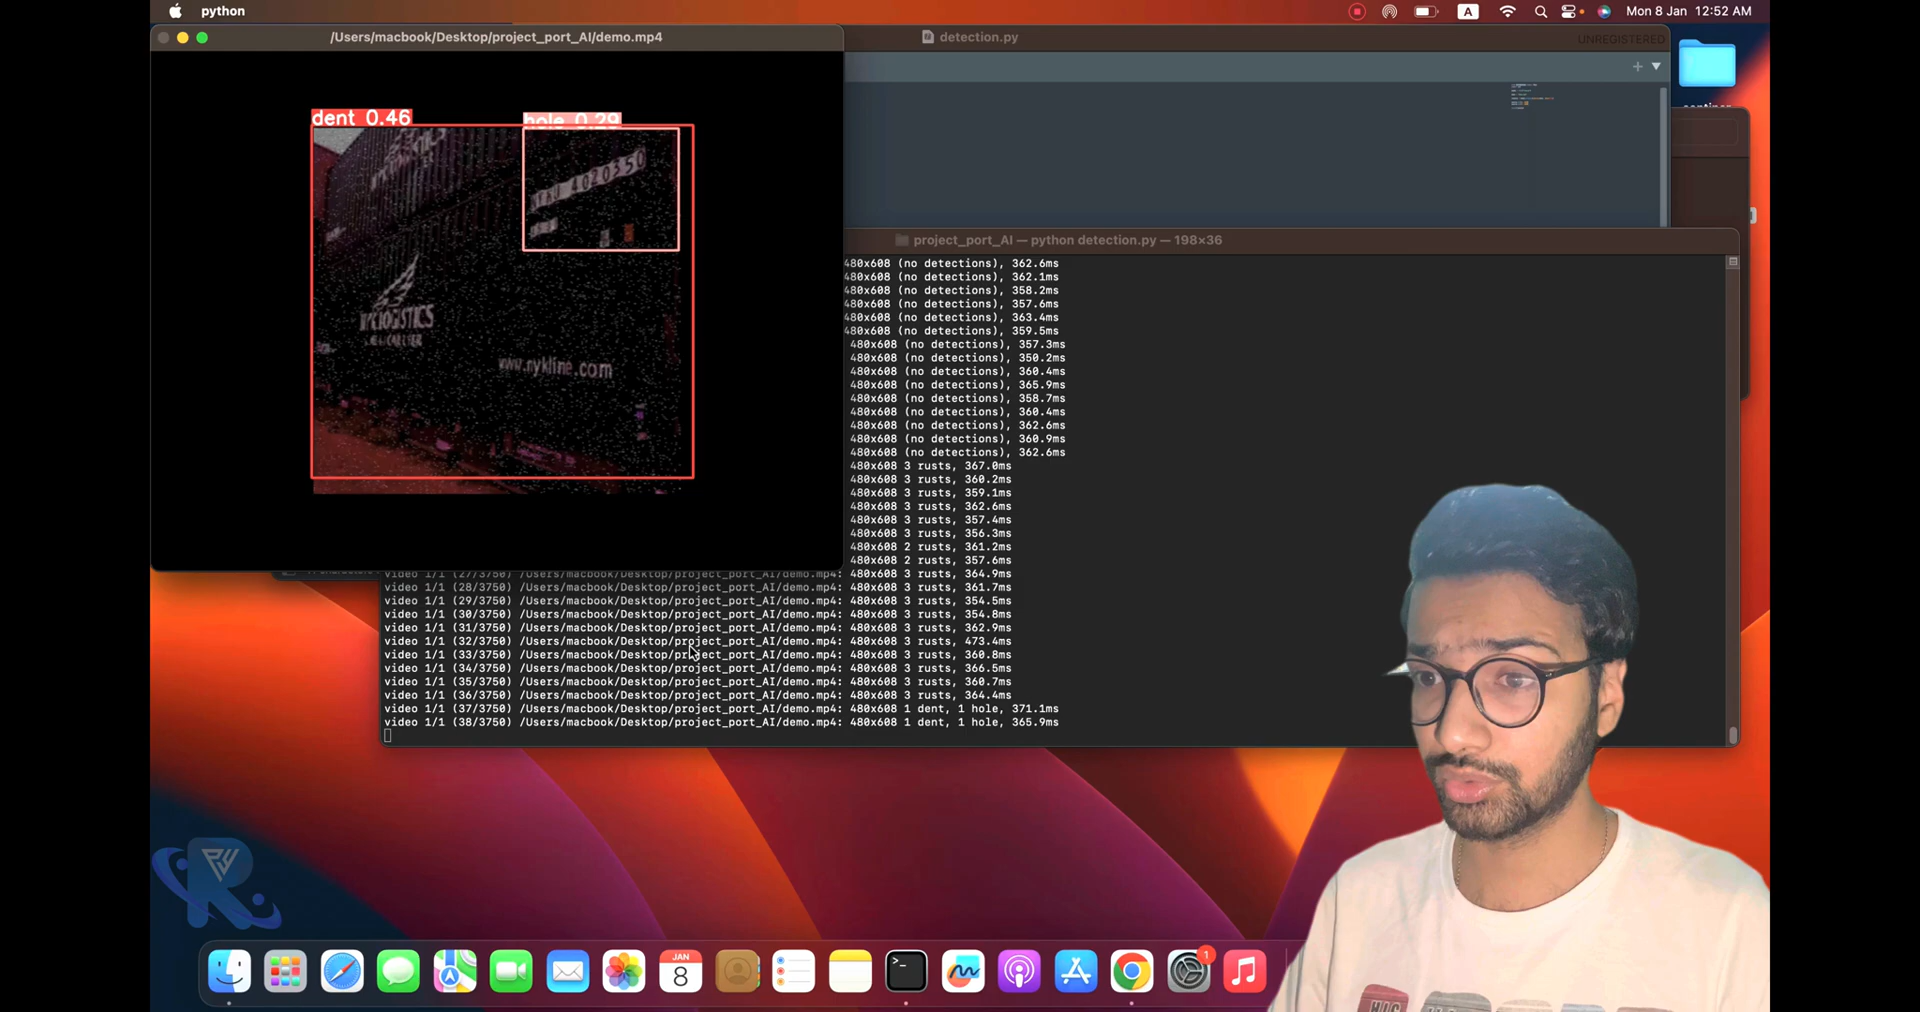 python
Mon 8 Jan 12:52 AM
/Users/macbook/Desktop/project_port_AI/demo.mp4
detection.py
UNREGISTERED
dent 0.46
hole 0.29
4020350
www.nykline.com
project_port_AI — python detection.py — 198×36
480x608 (no detections), 362.6ms
480x608 (no detections), 362.1ms
480x608 (no detections), 358.2ms
480x608 (no detections), 357.6ms
480x608 (no detections), 363.4ms
480x608 (no detections), 359.5ms
480x608 (no detections), 357.3ms
480x608 (no detections), 350.2ms
480x608 (no detections), 360.4ms
480x608 (no detections), 365.9ms
480x608 (no detections), 358.7ms
480x608 (no detections), 360.4ms
480x608 (no detections), 362.6ms
480x608 (no detections), 360.9ms
480x608 (no detections), 362.6ms
480x608 3 rusts, 367.0ms
480x608 3 rusts, 360.2ms
480x608 3 rusts, 359.1ms
480x608 3 rusts, 362.6ms
480x608 3 rusts, 357.4ms
480x608 3 rusts, 356.3ms
480x608 2 rusts, 361.2ms
480x608 2 rusts, 357.6ms
video 1/1 (27/3750) /Users/macbook/Desktop/project_port_AI/demo.mp4: 480x608 3 rusts, 364.9ms
video 1/1 (28/3750) /Users/macbook/Desktop/project_port_AI/demo.mp4: 480x608 3 rusts, 361.7ms
video 1/1 (29/3750) /Users/macbook/Desktop/project_port_AI/demo.mp4: 480x608 3 rusts, 354.5ms
video 1/1 (30/3750) /Users/macbook/Desktop/project_port_AI/demo.mp4: 480x608 3 rusts, 354.8ms
video 1/1 (31/3750) /Users/macbook/Desktop/project_port_AI/demo.mp4: 480x608 3 rusts, 362.9ms
video 1/1 (32/3750) /Users/macbook/Desktop/project_port_AI/demo.mp4: 480x608 3 rusts, 473.4ms
video 1/1 (33/3750) /Users/macbook/Desktop/project_port_AI/demo.mp4: 480x608 3 rusts, 360.8ms
video 1/1 (34/3750) /Users/macbook/Desktop/project_port_AI/demo.mp4: 480x608 3 rusts, 366.5ms
video 1/1 (35/3750) /Users/macbook/Desktop/project_port_AI/demo.mp4: 480x608 3 rusts, 360.7ms
video 1/1 (36/3750) /Users/macbook/Desktop/project_port_AI/demo.mp4: 480x608 3 rusts, 364.4ms
video 1/1 (37/3750) /Users/macbook/Desktop/project_port_AI/demo.mp4: 480x608 1 dent, 1 hole, 371.1ms
video 1/1 (38/3750) /Users/macbook/Desktop/project_port_AI/demo.mp4: 480x608 1 dent, 1 hole, 365.9ms
JAN
8
1